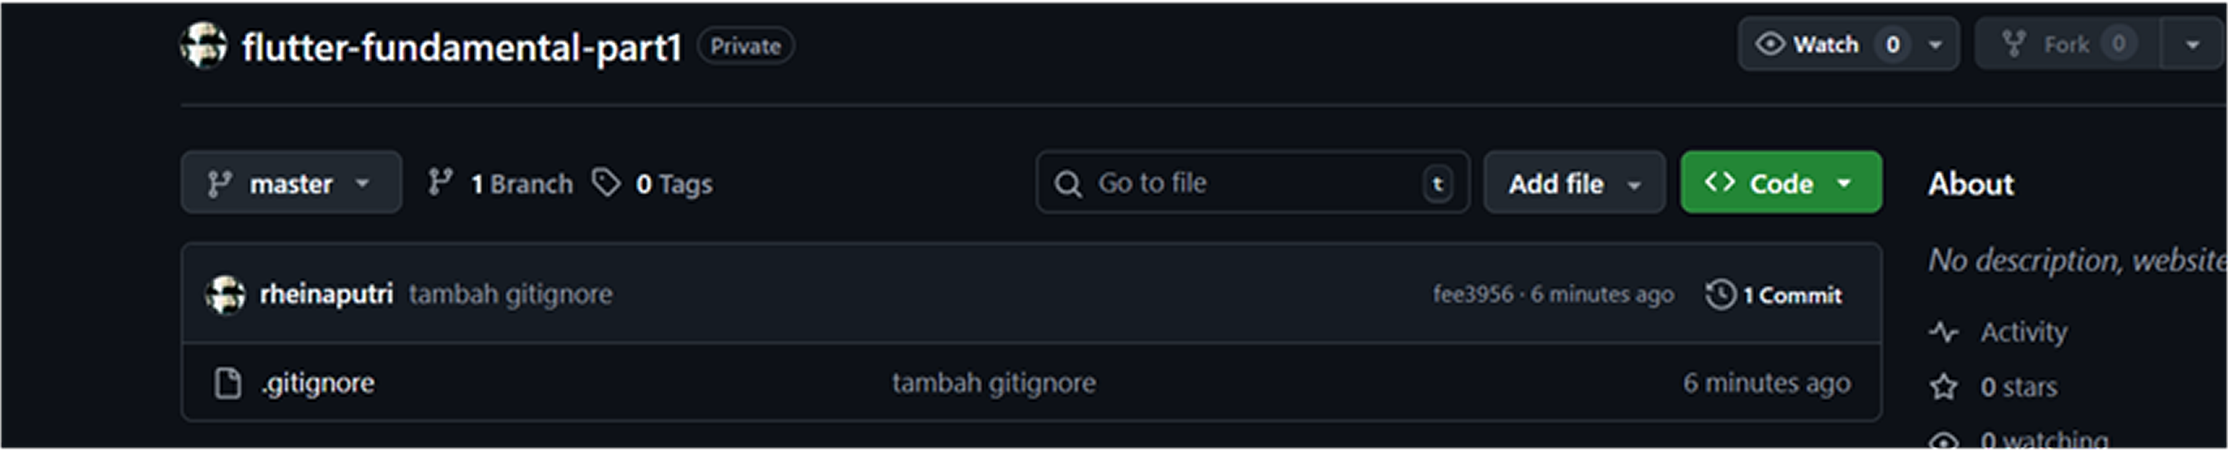 flutter-fundamental-part1 Private Watch 0 Fork 0
master 1 Branch 0 Tags Go to file t Add file Code About
No description, website
rheinaputri tambah gitignore fee3956 · 6 minutes ago 1 Commit
Activity
.gitignore tambah gitignore 6 minutes ago
0 stars
0 watching